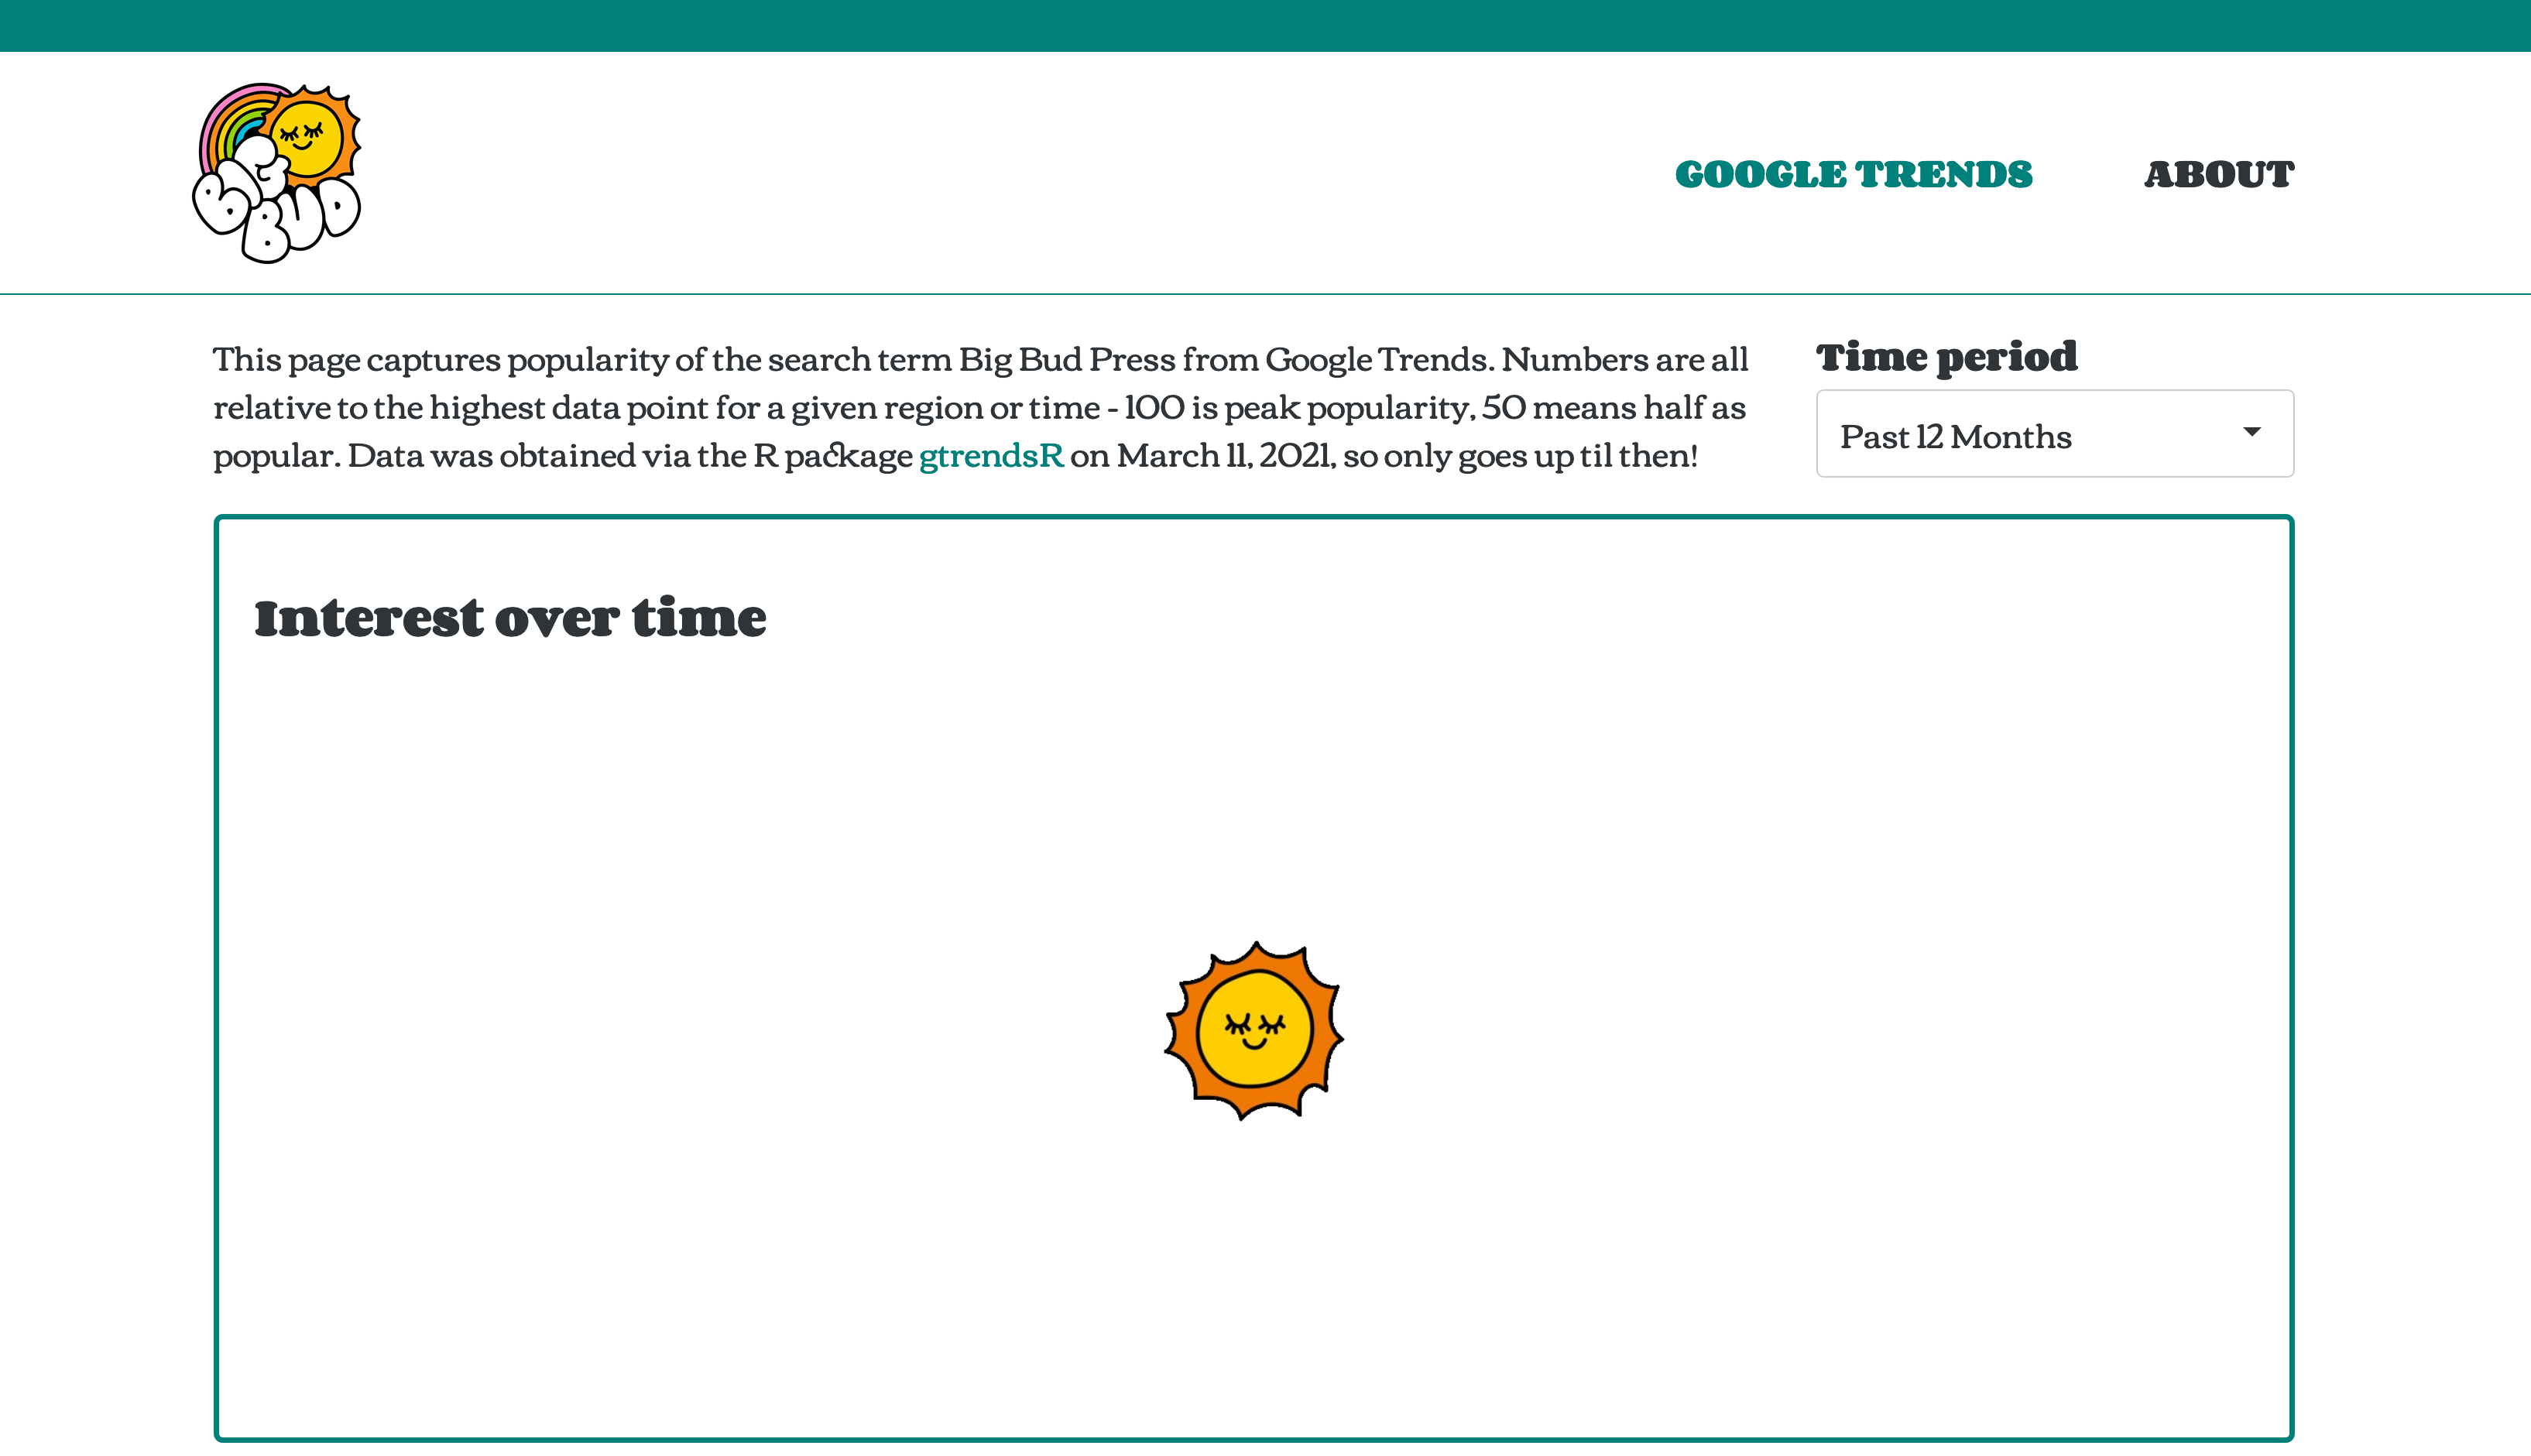 BIG
BUD
GOOGLE TRENDS
ABOUT
This page captures popularity of the search term Big Bud Press from Google Trends. Numbers are all
relative to the highest data point for a given region or time - 100 is peak popularity, 50 means half as
popular. Data was obtained via the R package gtrendsR on March 11, 2021, so only goes up til then!
Time period
Past 12 Months
Interest over time